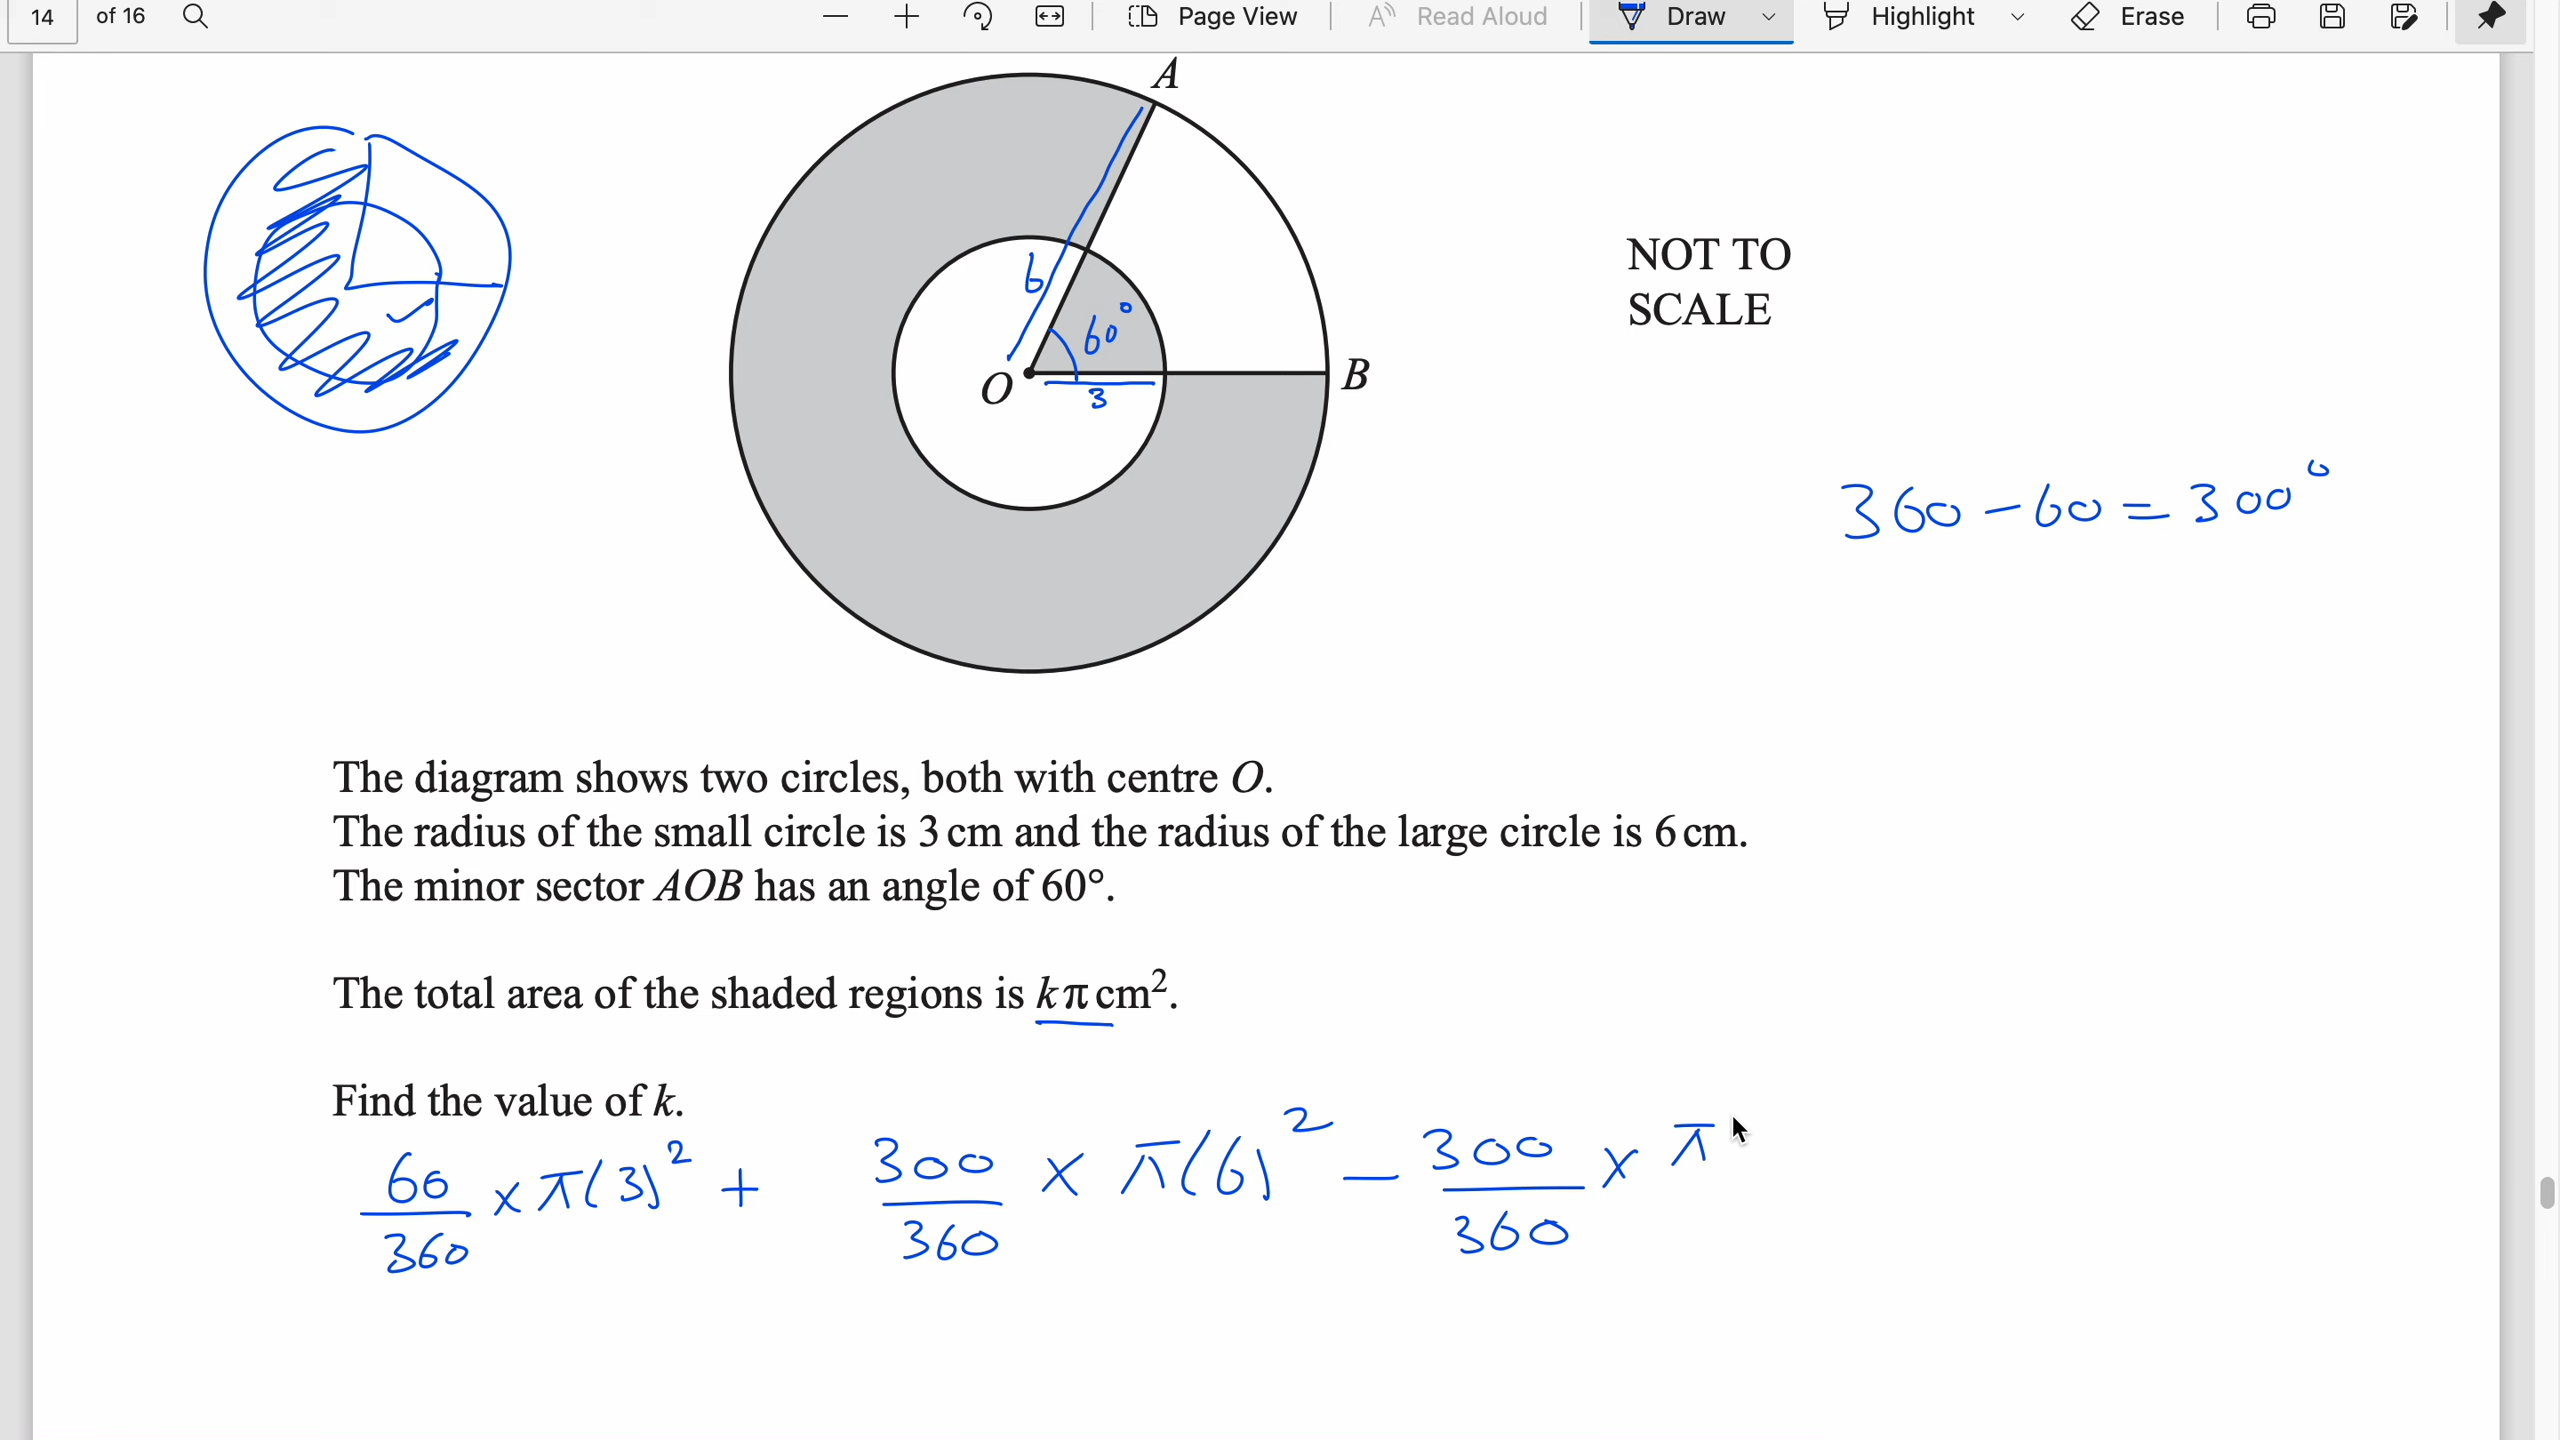 14 of 16 Page View Read Aloud Draw Highlight Erase
A
6
60°
O
3
B
NOT TO
SCALE
360 - 60 = 300°
The diagram shows two circles, both with centre O.
The radius of the small circle is 3 cm and the radius of the large circle is 6 cm.
The minor sector AOB has an angle of 60°.
The total area of the shaded regions is kπ cm².
Find the value of k.
60/360 × π(3)² + 300/360 × π(6)² − 300/360 × π